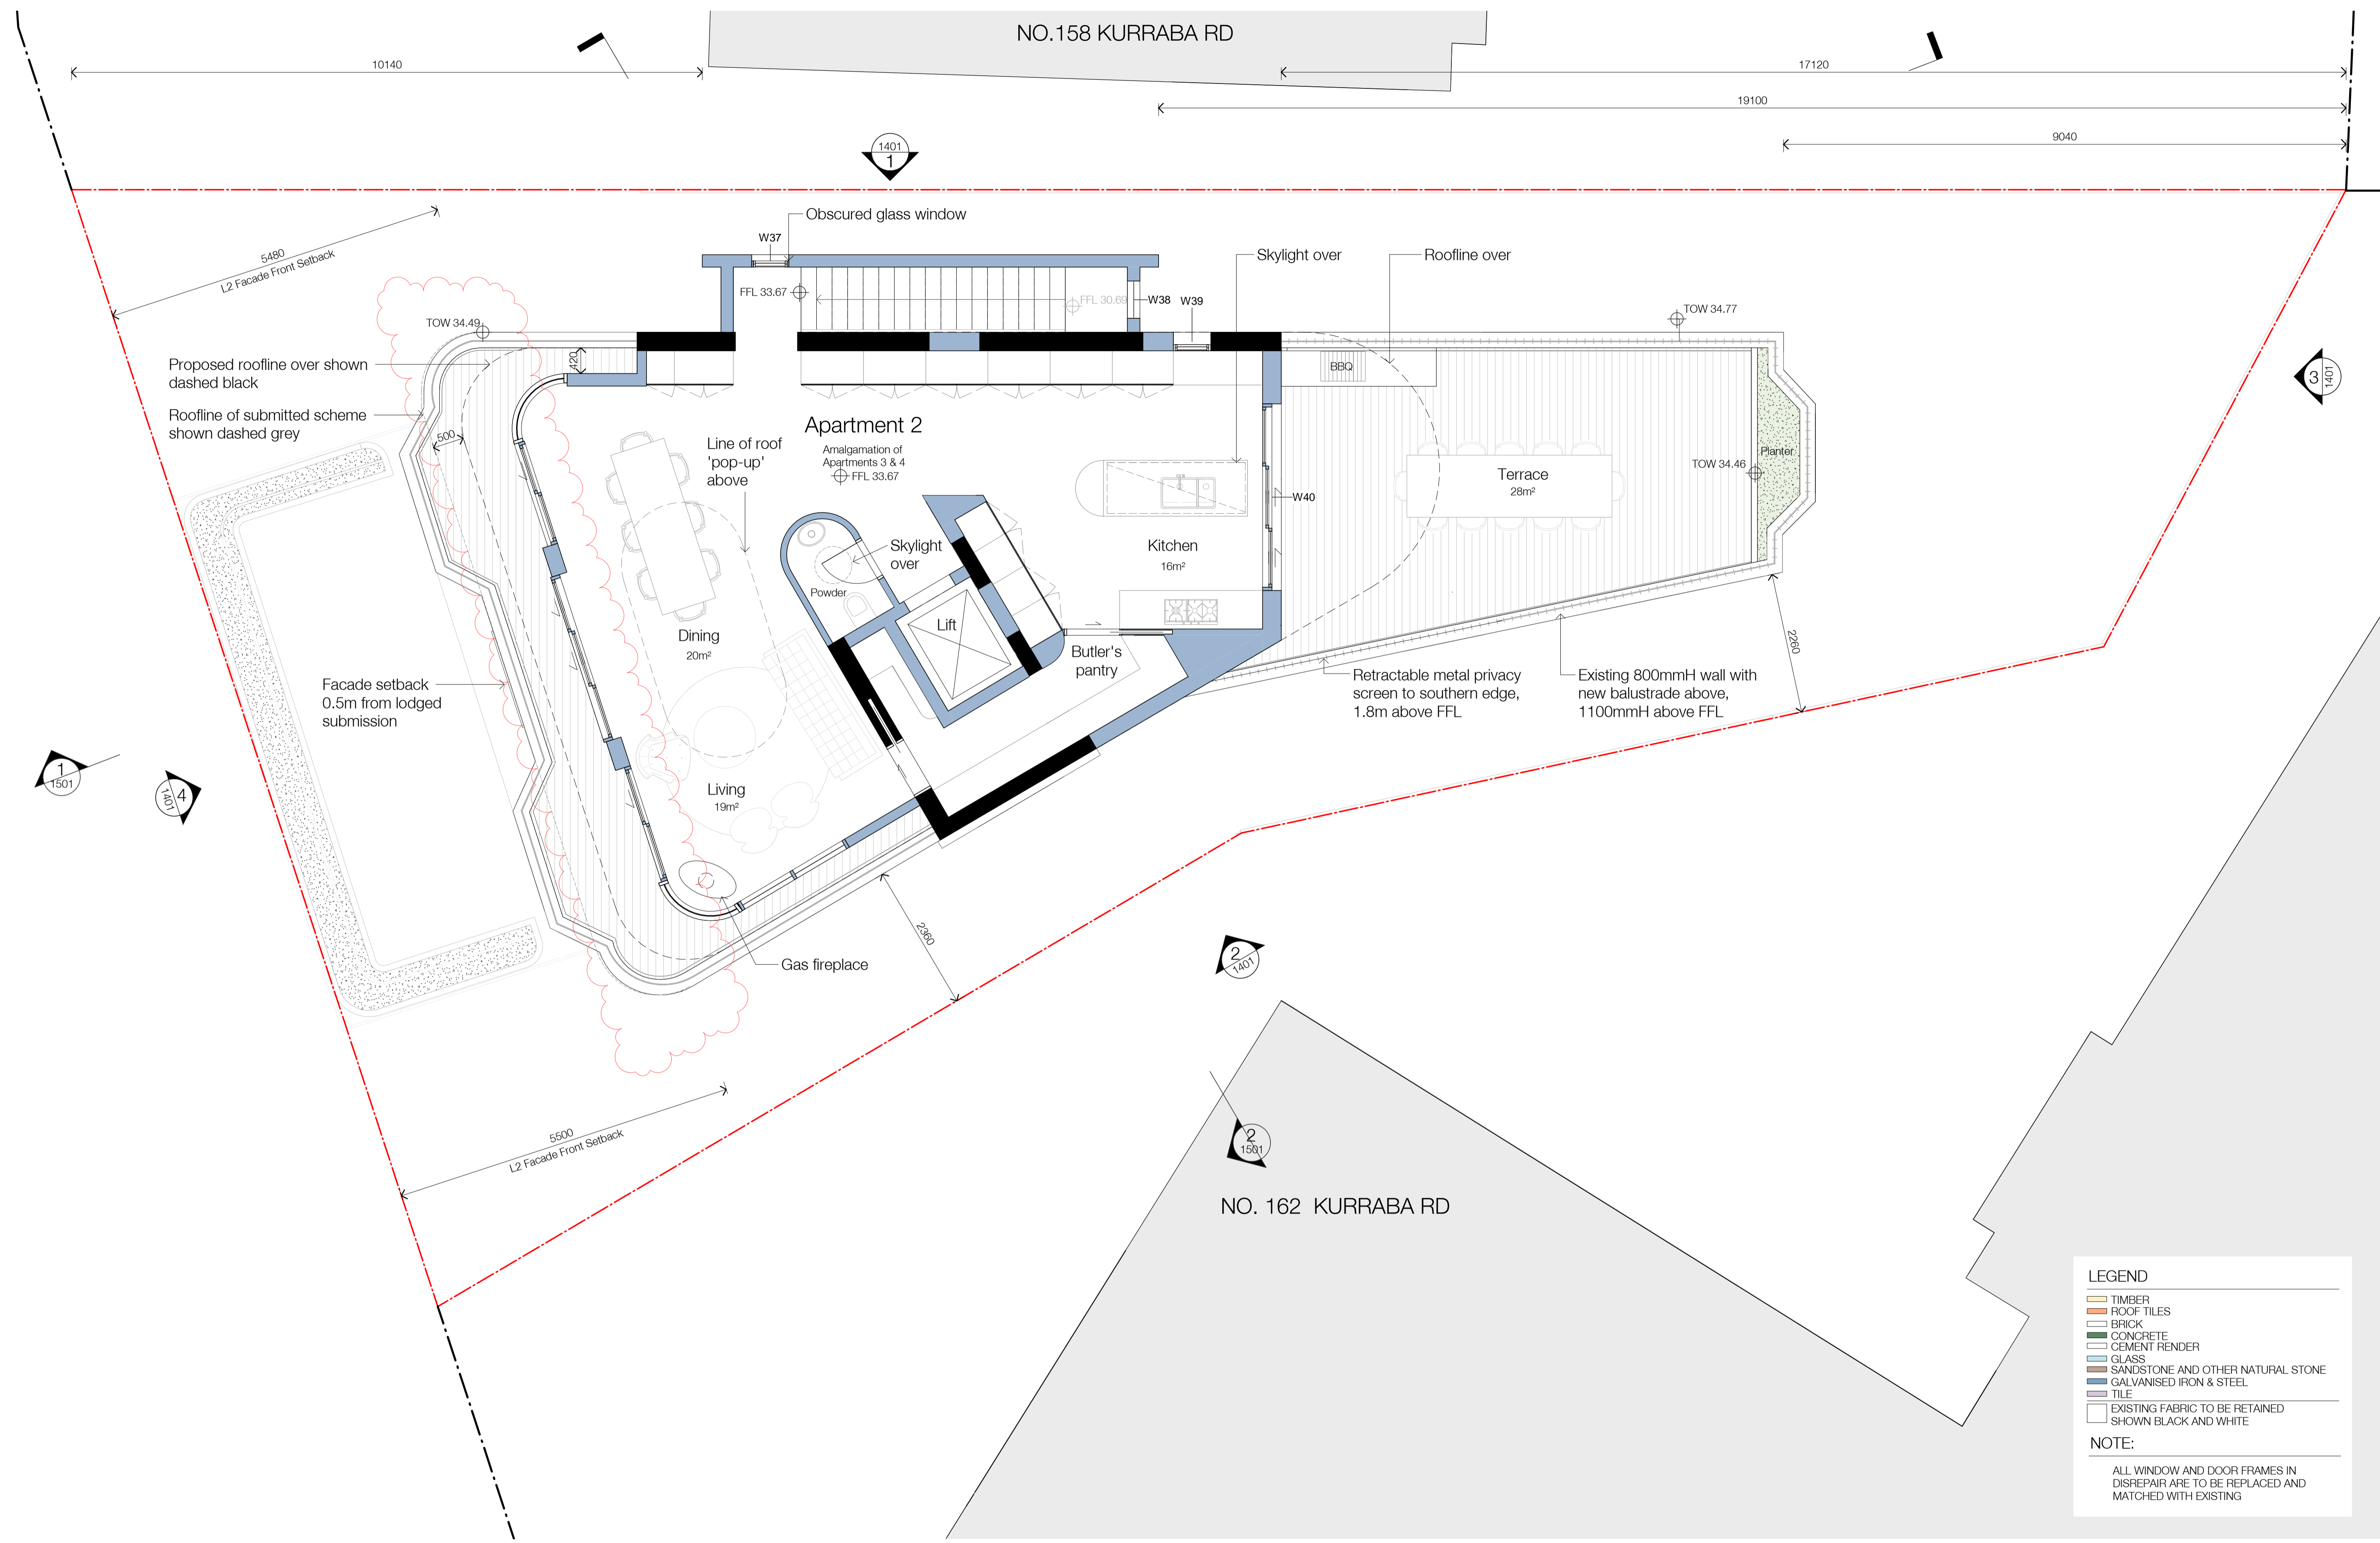 NO.158 KURRABA RD
10140
17120
19100
9040
1401
1
Obscured glass window
W37
5480
L2 Facade Front Setback
Skylight over
Roofline over
FFL 33.67
FFL 30.69
W38
W39
TOW 34.49
TOW 34.77
420
Proposed roofline over shown
dashed black
BBQ
3
1401
Roofline of submitted scheme
shown dashed grey
500
Apartment 2
Amalgamation of
Apartments 3 & 4
FFL 33.67
Line of roof
'pop-up'
above
Planter
TOW 34.46
Terrace
28m²
W40
Skylight
over
Kitchen
16m²
Powder
Lift
Dining
20m²
Butler's
pantry
2260
Facade setback
0.5m from lodged
submission
Retractable metal privacy
screen to southern edge,
1.8m above FFL
Existing 800mmH wall with
new balustrade above,
1100mmH above FFL
1
1501
4
1401
Living
19m²
2360
Gas fireplace
2
1401
5500
L2 Facade Front Setback
2
1501
NO. 162 KURRABA RD
LEGEND
TIMBER
ROOF TILES
BRICK
CONCRETE
CEMENT RENDER
GLASS
SANDSTONE AND OTHER NATURAL STONE
GALVANISED IRON & STEEL
TILE
EXISTING FABRIC TO BE RETAINED
SHOWN BLACK AND WHITE
NOTE:
ALL WINDOW AND DOOR FRAMES IN
DISREPAIR ARE TO BE REPLACED AND
MATCHED WITH EXISTING